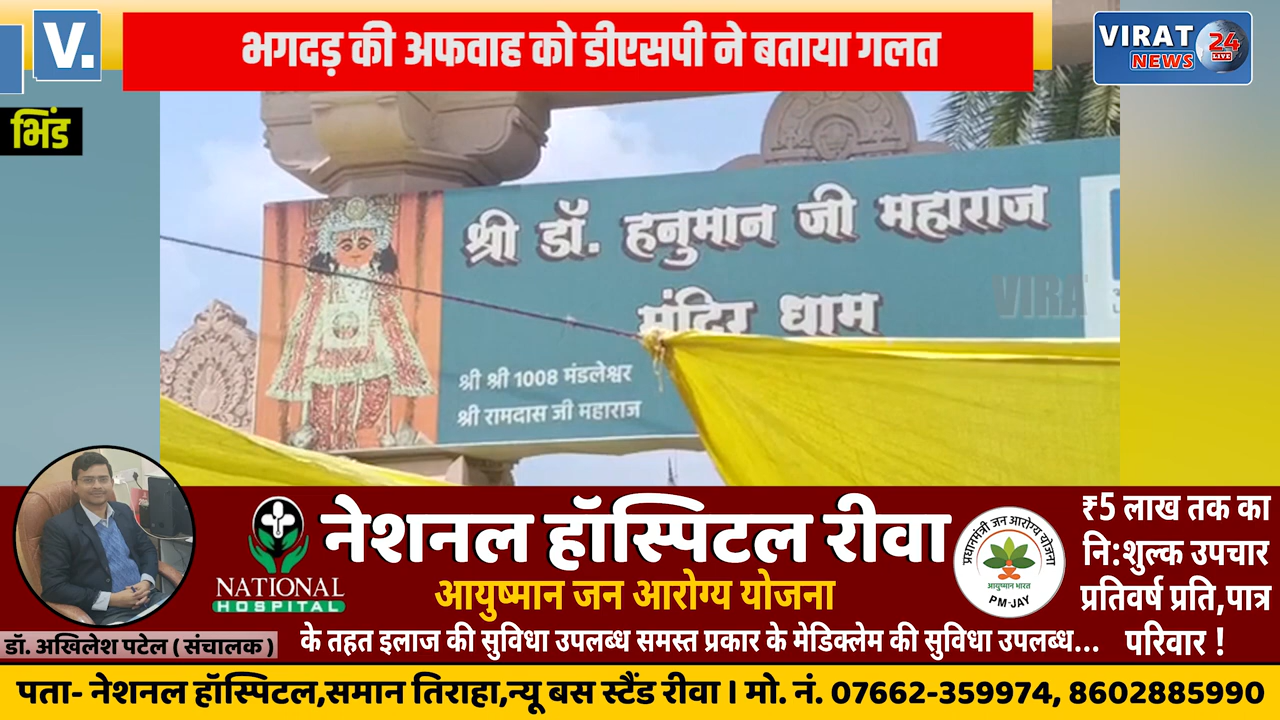 V.
भगदड़ की अफवाह को डीएसपी ने बताया गलत
VIRAT
NEWS
24
LIVE
भिंड
श्री डॉ. हनुमान जी महाराज
मंदिर धाम
श्री श्री 1008 मंडलेश्वर
श्री रामदास जी महाराज
VIRA
नेशनल हॉस्पिटल रीवा
NATIONAL
HOSPITAL
आयुष्मान जन आरोग्य योजना
प्रधानमंत्री जन आरोग्य योजना
आयुष्मान भारत
PM-JAY
₹5 लाख तक का
नि:शुल्क उपचार
प्रतिवर्ष प्रति,पात्र
परिवार !
डॉ. अखिलेश पटेल ( संचालक )
के तहत इलाज की सुविधा उपलब्ध समस्त प्रकार के मेडिक्लेम की सुविधा उपलब्ध...
पता- नेशनल हॉस्पिटल,समान तिराहा,न्यू बस स्टैंड रीवा । मो. नं. 07662-359974, 8602885990